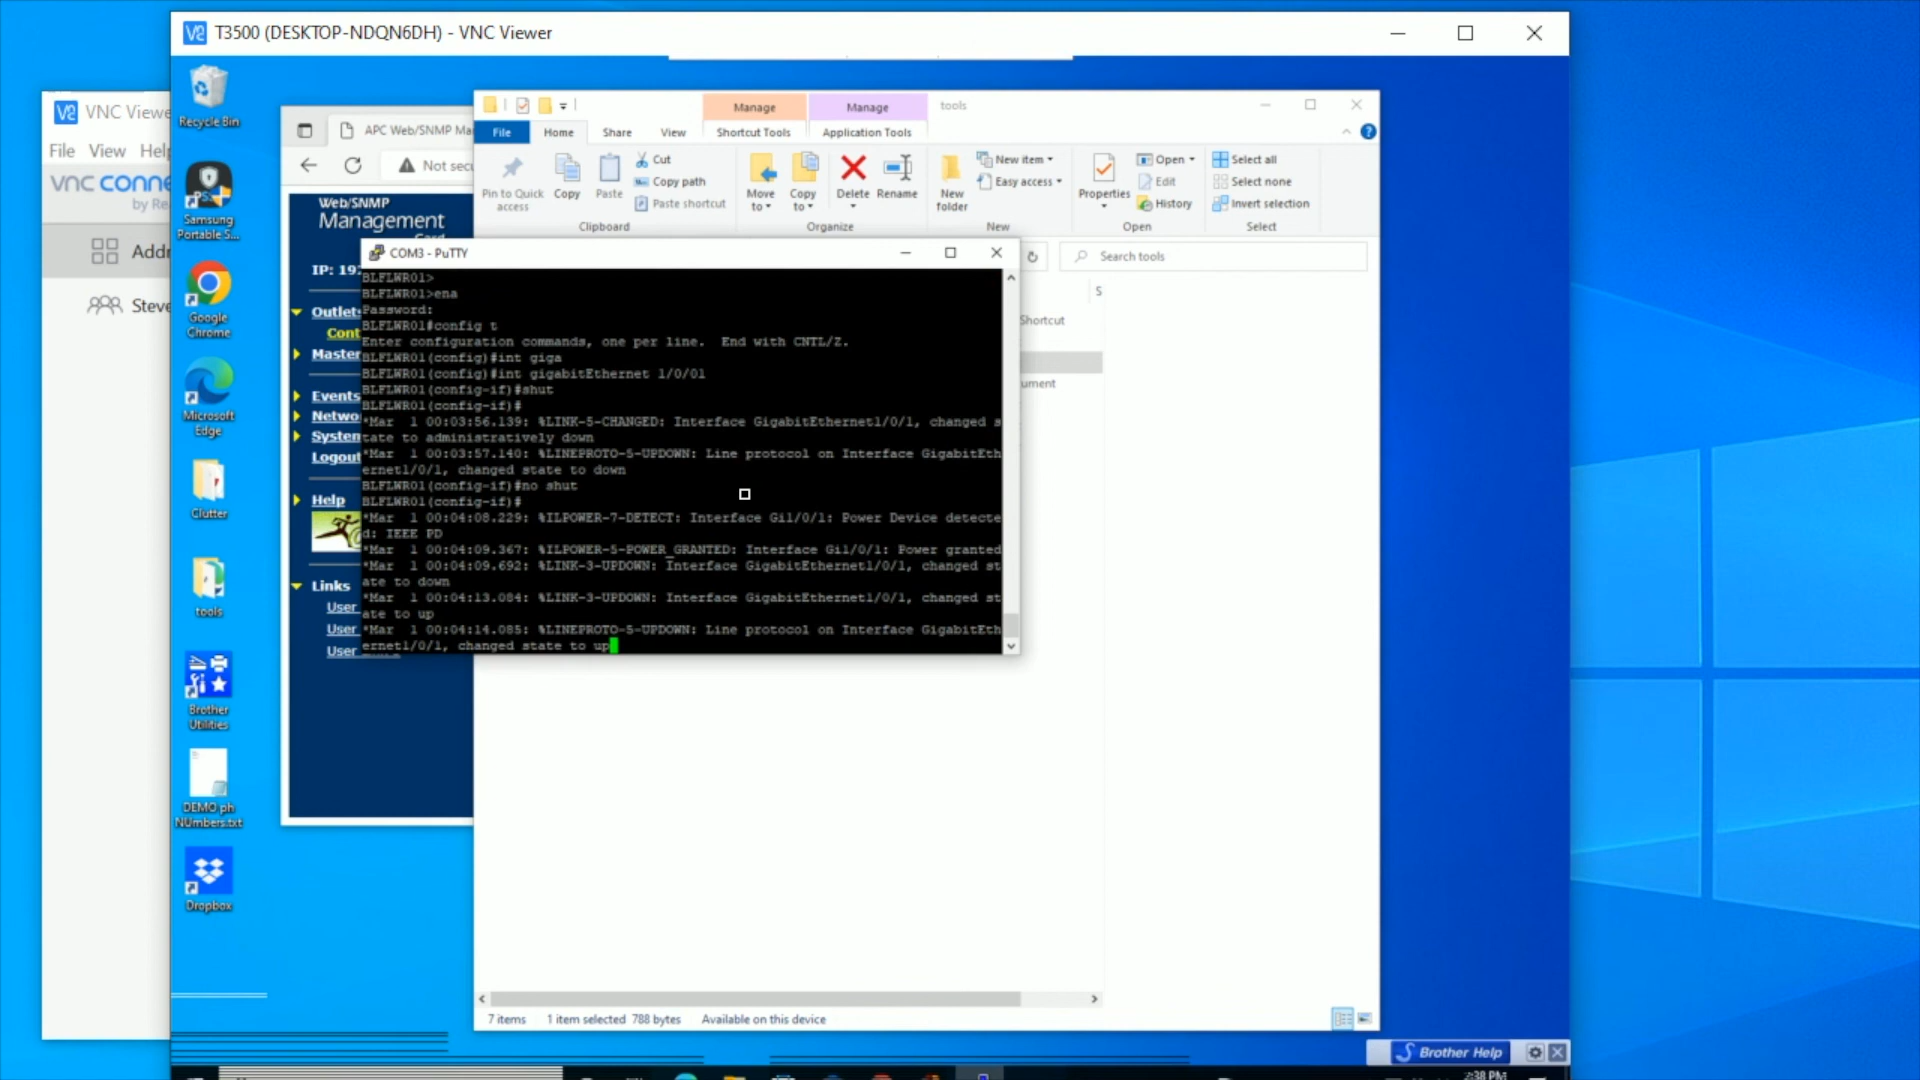 T3500 (DESKTOP-NDQN6DH) - VNC Viewer
VNC Viewe
File View Help
vnc conne
by Re
Addr
Steve
Recycle Bin
Samsung
Portable S...
Google
Chrome
Microsoft
Edge
Clutter
tools
Brother
Utilities
DEMO ph
NUmbers.txt
Dropbox
APC Web/SNMP Ma
Not secu
Web/SNMP
Management
IP: 19
Outlet
Cont
Master
Events
Netwo
System
Logout
Help
Links
User
User
User
Manage
Manage
tools
File
Home
Share
View
Shortcut Tools
Application Tools
Pin to Quick
access
Copy
Paste
Cut
Copy path
Paste shortcut
Clipboard
Move
to
Copy
to
Delete
Rename
Organize
New
folder
New item
Easy access
New
Properties
Open
Edit
History
Open
Select all
Select none
Invert selection
Select
Search tools
S
Shortcut
ument
COM3 - PuTTY
BLFLWR01>
BLFLWR01>ena
Password:
BLFLWR01#config t
Enter configuration commands, one per line.  End with CNTL/Z.
BLFLWR01(config)#int giga
BLFLWR01(config)#int gigabitEthernet 1/0/01
BLFLWR01(config-if)#shut
BLFLWR01(config-if)#
*Mar  1 00:03:56.139: %LINK-5-CHANGED: Interface GigabitEthernet1/0/1, changed s
tate to administratively down
*Mar  1 00:03:57.140: %LINEPROTO-5-UPDOWN: Line protocol on Interface GigabitEth
ernet1/0/1, changed state to down
BLFLWR01(config-if)#no shut
BLFLWR01(config-if)#
*Mar  1 00:04:08.229: %ILPOWER-7-DETECT: Interface Gi1/0/1: Power Device detecte
d: IEEE PD
*Mar  1 00:04:09.367: %ILPOWER-5-POWER_GRANTED: Interface Gi1/0/1: Power granted
*Mar  1 00:04:09.692: %LINK-3-UPDOWN: Interface GigabitEthernet1/0/1, changed st
ate to down
*Mar  1 00:04:13.084: %LINK-3-UPDOWN: Interface GigabitEthernet1/0/1, changed st
ate to up
*Mar  1 00:04:14.085: %LINEPROTO-5-UPDOWN: Line protocol on Interface GigabitEth
ernet1/0/1, changed state to up
7 items 1 item selected 788 bytes Available on this device
Brother Help
2:38 PM